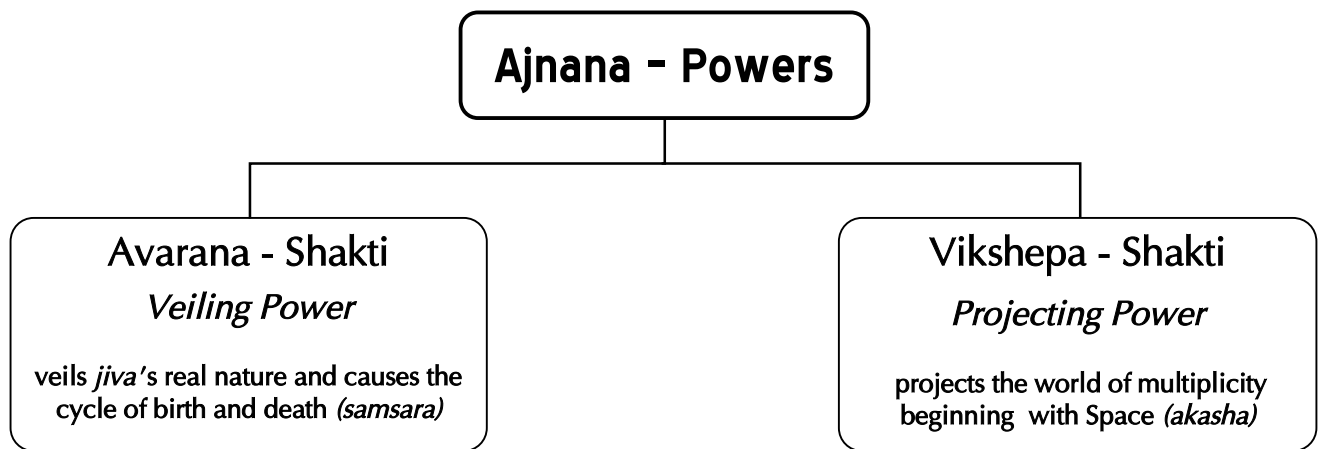 Ajnana - Powers
Avarana - Shakti
Veiling Power
veils jiva's real nature and causes the
cycle of birth and death (samsara)
Vikshepa - Shakti
Projecting Power
projects the world of multiplicity
beginning with Space (akasha)